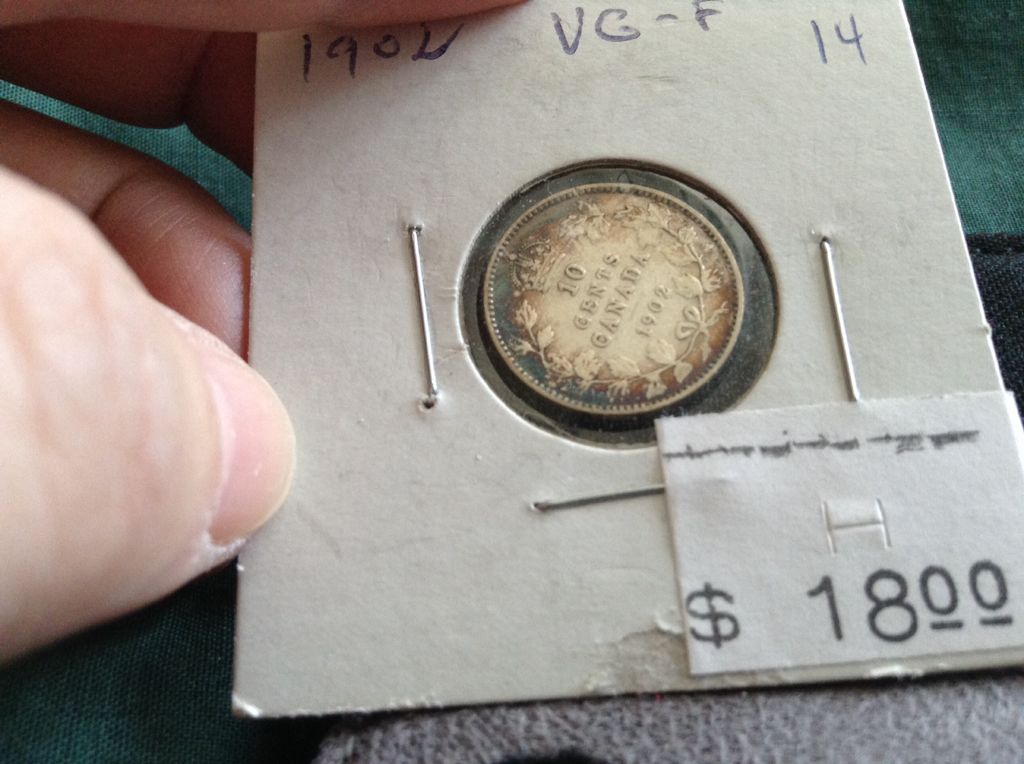 1902 VG-F 14
10
CENTS
CANADA
1902
H
$ 18.00